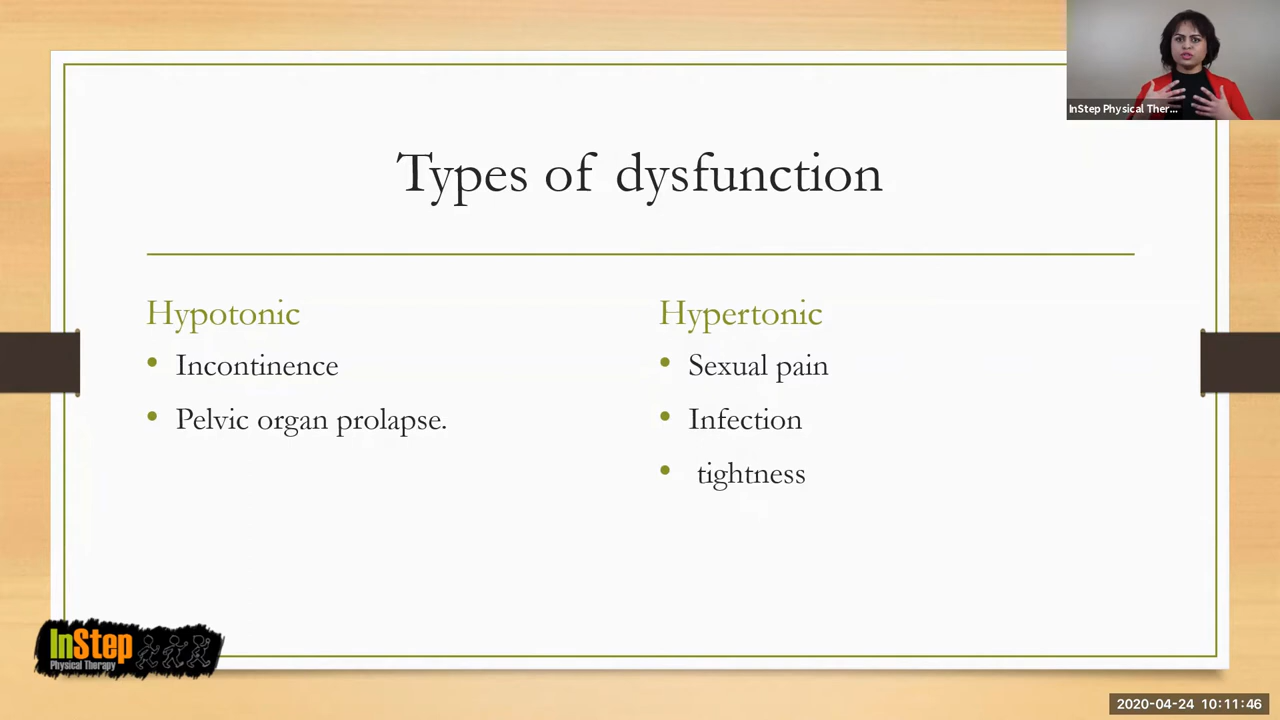 InStep Physical Ther...
Types of dysfunction
Hypotonic
• Incontinence
• Pelvic organ prolapse.
Hypertonic
• Sexual pain
• Infection
• tightness
InStep
Physical Therapy
2020-04-24 10:11:46